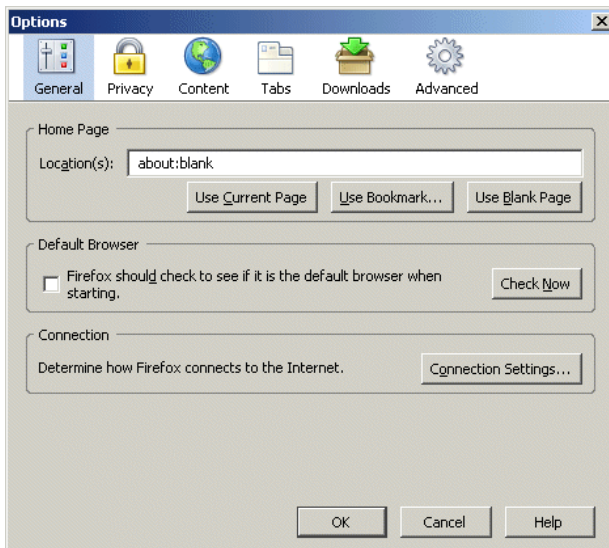 Options
General Privacy Content Tabs Downloads Advanced
Home Page
Location(s): about:blank
Use Current Page Use Bookmark... Use Blank Page
Default Browser
Firefox should check to see if it is the default browser when
starting.
Check Now
Connection
Determine how Firefox connects to the Internet. Connection Settings...
OK Cancel Help